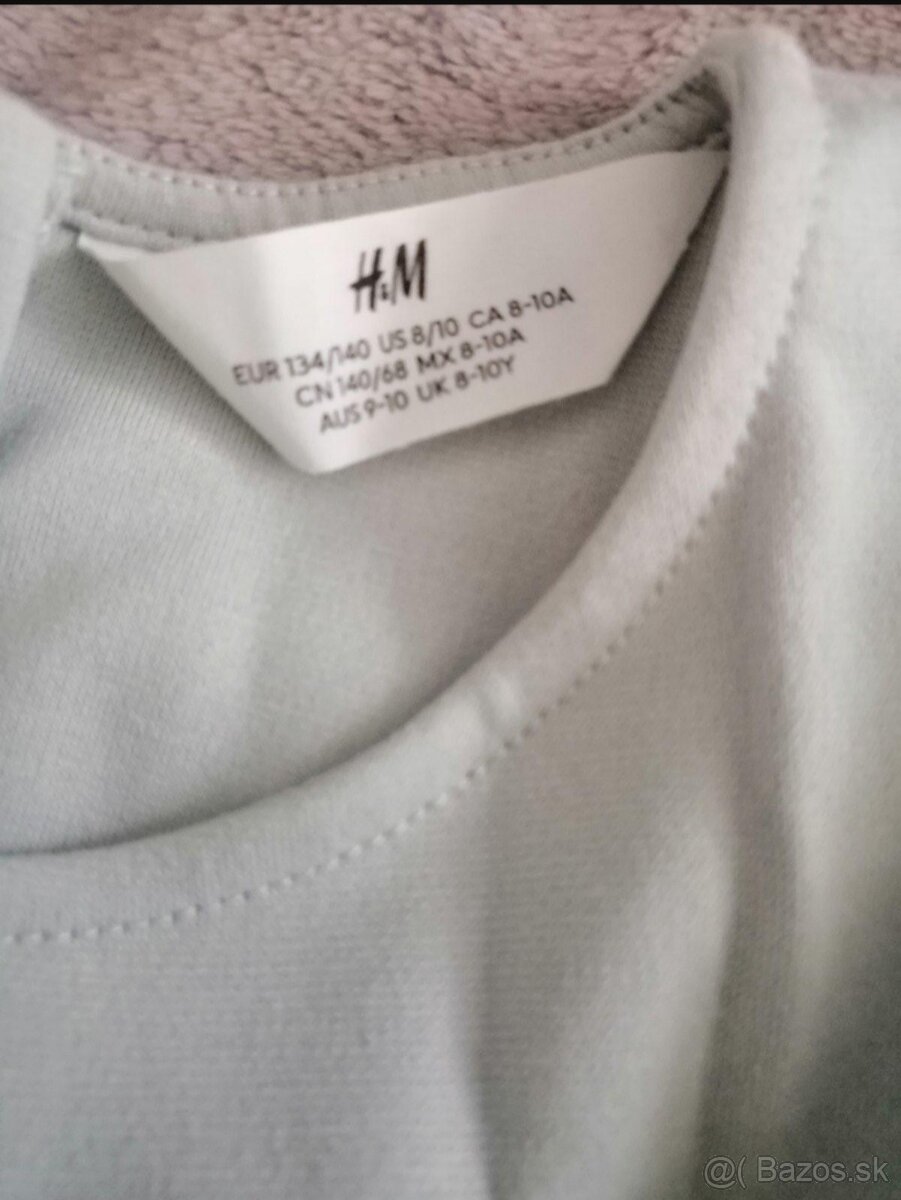 H&M
EUR 134/140 US 8/10 CA 8-10A
CN 140/68 MX 8-10A
AUS 9-10 UK 8-10Y
@( Bazos.sk